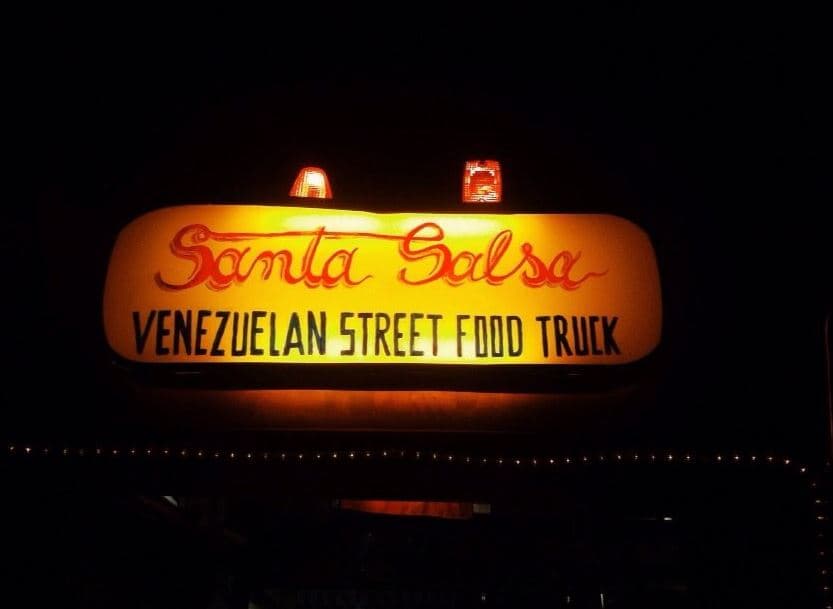 Santa Salsa
VENEZUELAN STREET FOOD TRUCK